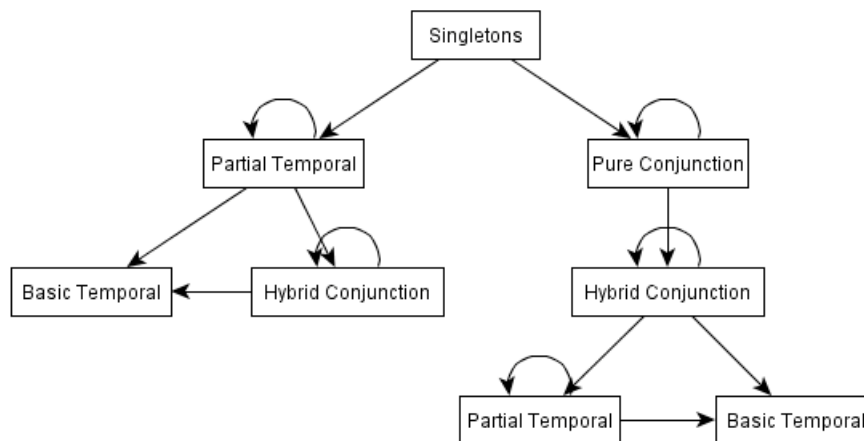 Singletons
Partial Temporal
Pure Conjunction
Basic Temporal
Hybrid Conjunction
Hybrid Conjunction
Partial Temporal
Basic Temporal